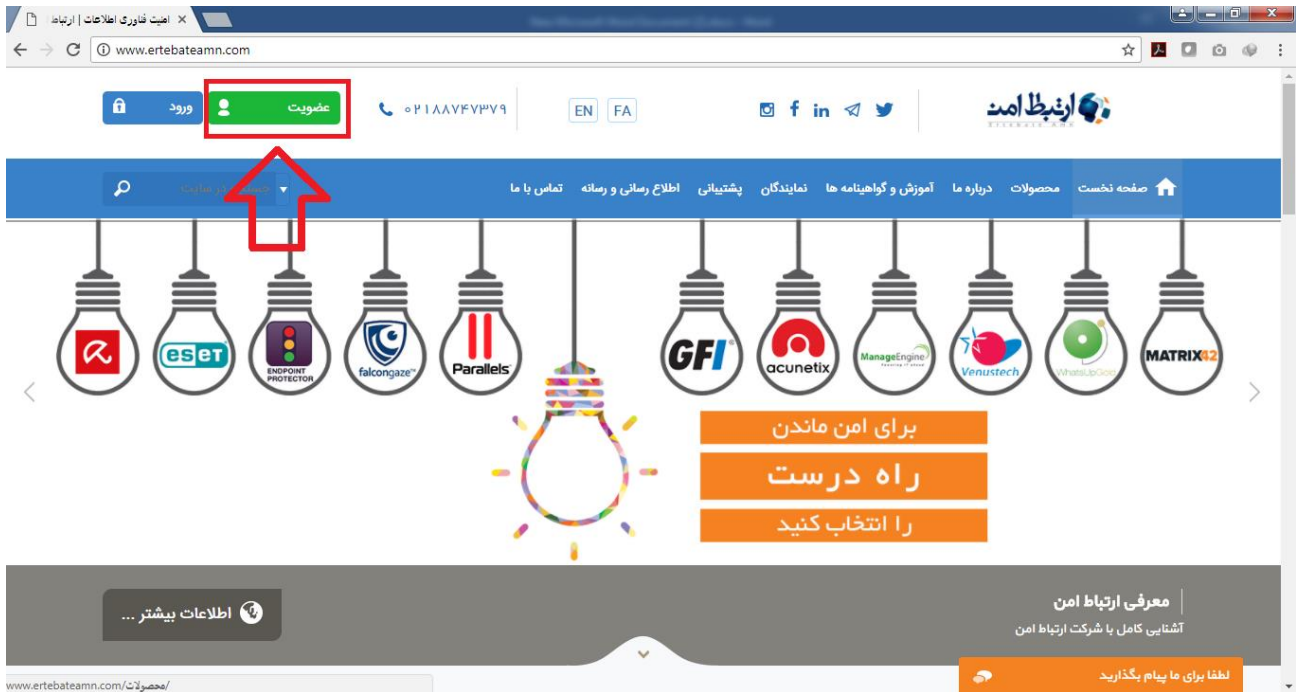 امنیت فناوری اطلاعات | ارتباط
www.ertebateamn.com
ارتباط امن
EN FA
۰۲۱۸۸۷۴۷۳۷۹
عضویت
ورود
صفحه نخست محصولات درباره ما آموزش و گواهینامه ها نمایندگان پشتیبانی اطلاع رسانی و رسانه تماس با ما
در سایت
eset
ENDPOINT
PROTECTOR
falcongaze™
Parallels
GFI
acunetix
ManageEngine
Venustech
WhatsUpGold
MATRIX42
برای امن ماندن
راه درست
را انتخاب کنید
معرفی ارتباط امن
آشنایی کامل با شرکت ارتباط امن
اطلاعات بیشتر ...
لطفا برای ما پیام بگذارید
www.ertebateamn.com/محصولات/